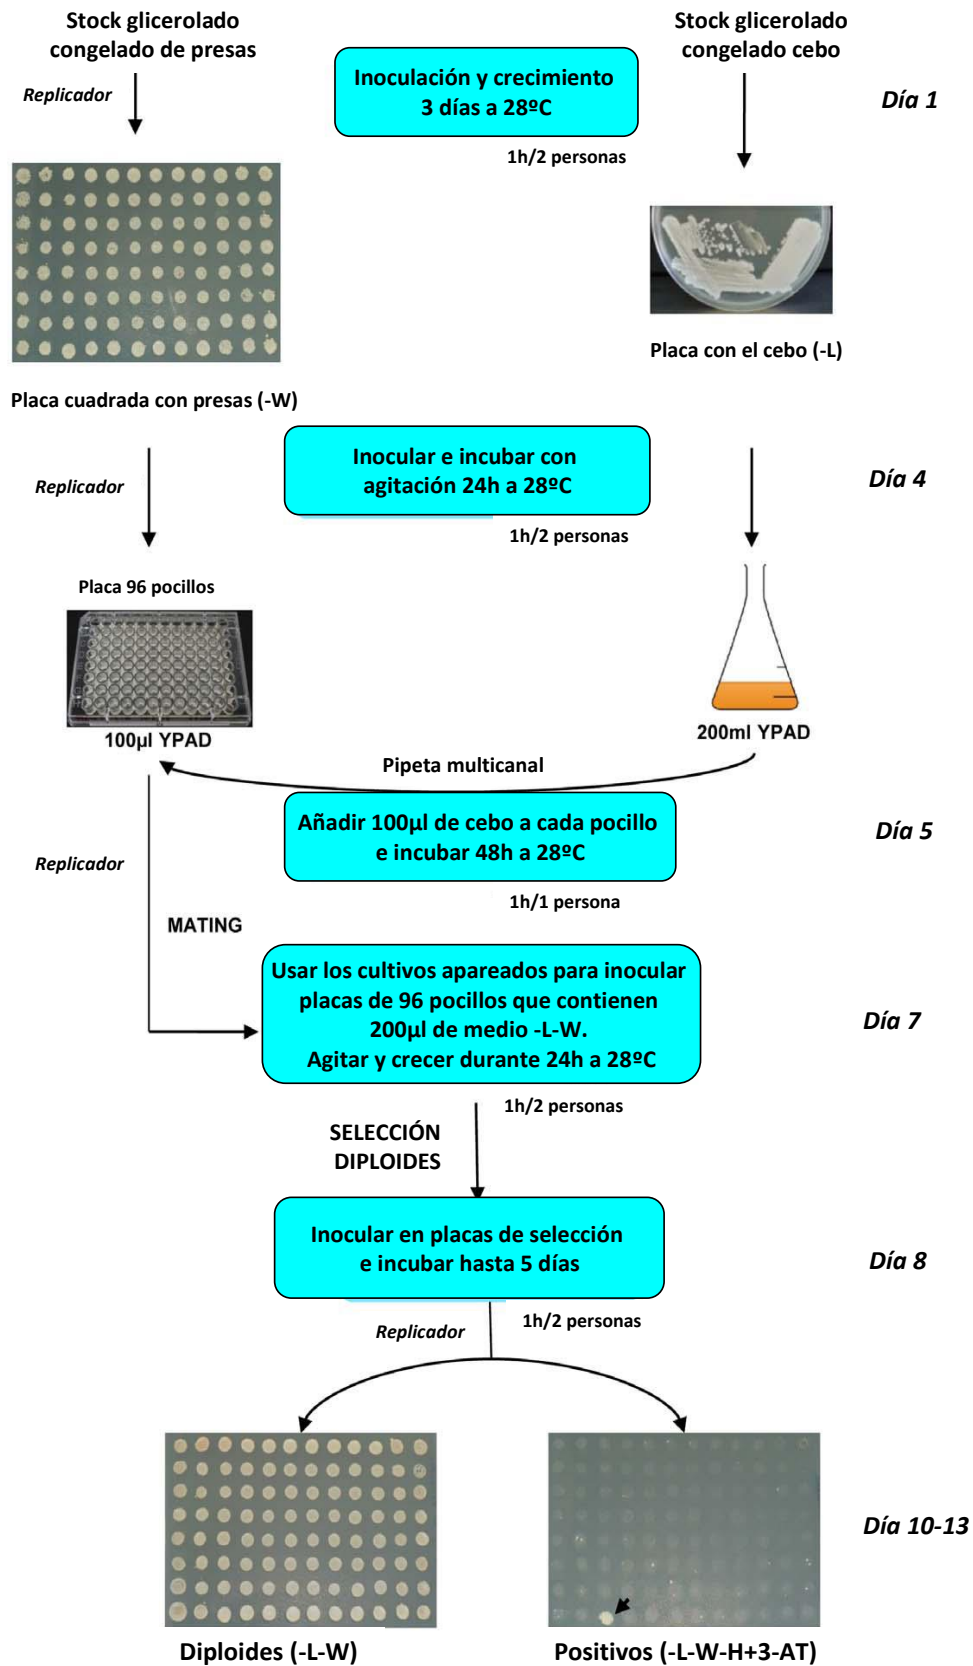 Stock glicerolado
congelado de presas
Stock glicerolado
congelado cebo
Replicador
Inoculación y crecimiento
3 días a 28ºC
Día 1
1h/2 personas
Placa con el cebo (-L)
Placa cuadrada con presas (-W)
Replicador
Inocular e incubar con
agitación 24h a 28ºC
Día 4
1h/2 personas
Placa 96 pocillos
100µl YPAD
200ml YPAD
Pipeta multicanal
Añadir 100µl de cebo a cada pocillo
e incubar 48h a 28ºC
Día 5
Replicador
1h/1 persona
MATING
Usar los cultivos apareados para inocular
placas de 96 pocillos que contienen
200µl de medio -L-W.
Agitar y crecer durante 24h a 28ºC
Día 7
1h/2 personas
SELECCIÓN
DIPLOIDES
Inocular en placas de selección
e incubar hasta 5 días
Día 8
1h/2 personas
Replicador
Día 10-13
Diploides (-L-W)
Positivos (-L-W-H+3-AT)